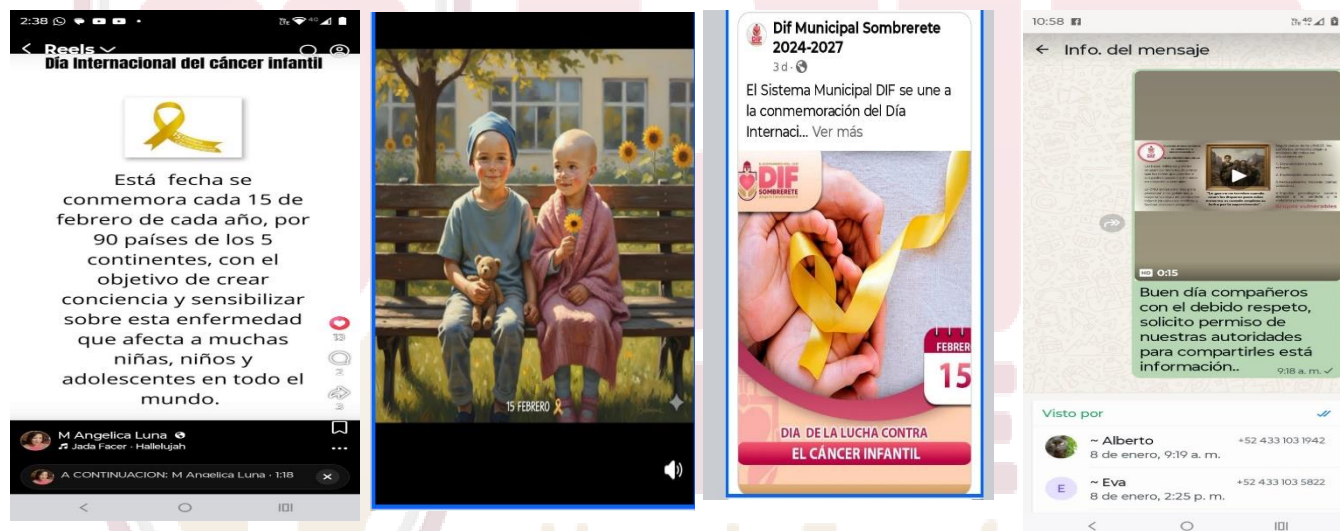 2:38
Reels
Día Internacional del cáncer infantil
Está fecha se
conmemora cada 15 de
febrero de cada año, por
90 países de los 5
continentes, con el
objetivo de crear
conciencia y sensibilizar
sobre esta enfermedad
que afecta a muchas
niñas, niños y
adolescentes en todo el
mundo.
13
2
3
M Angelica Luna
Jada Facer - Hallelujah
A CONTINUACION: M Angelica Luna · 1:18
15 FEBRERO
Dif Municipal Sombrerete
2024-2027
3 d ·
El Sistema Municipal DIF se une a
la conmemoración del Día
Internaci... Ver más
DIF
SOMBRERETE
FEBRERO
15
DIA DE LA LUCHA CONTRA
EL CÁNCER INFANTIL
10:58
Info. del mensaje
HD 0:15
Buen día compañeros
con el debido respeto,
solicito permiso de
nuestras autoridades
para compartirles está
información..
9:18 a. m.
Visto por
~ Alberto +52 433 103 1942
8 de enero, 9:19 a. m.
E ~ Eva +52 433 103 5822
8 de enero, 2:25 p. m.